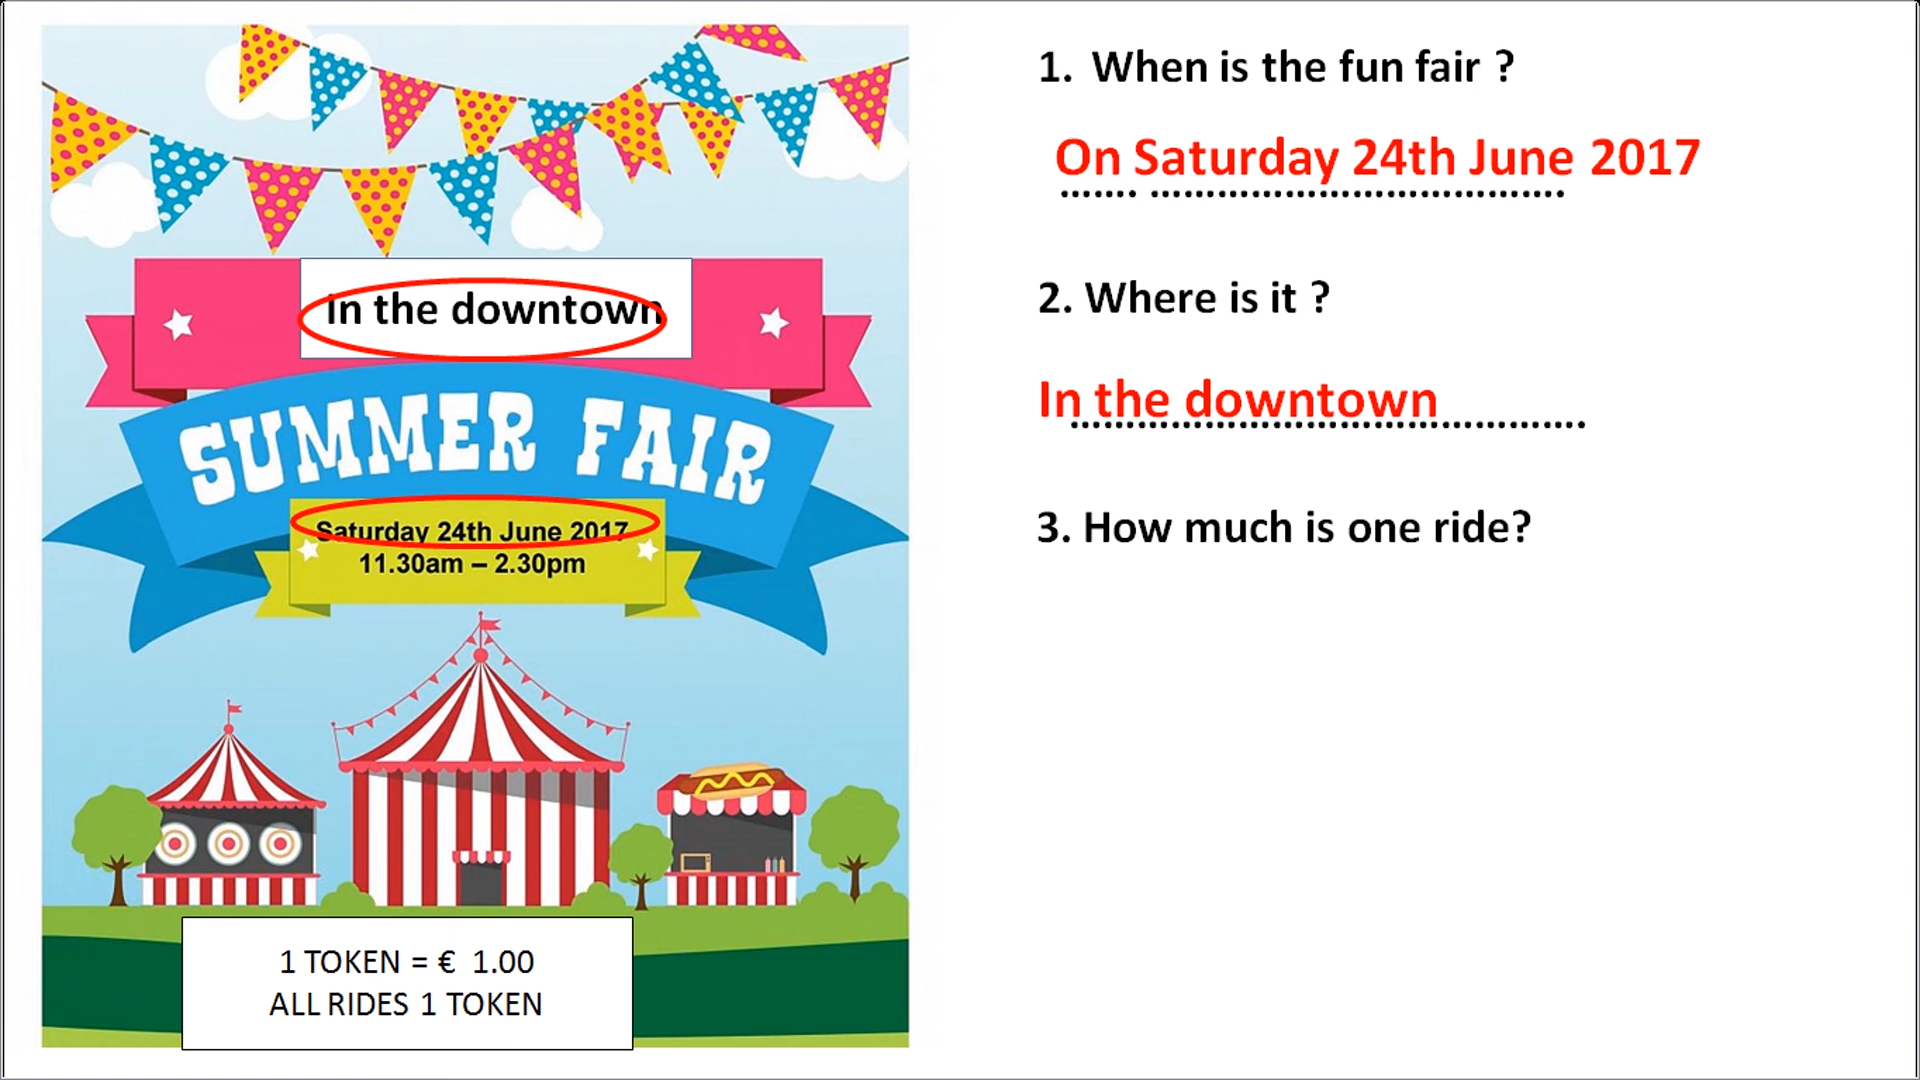 In the downtown
SUMMER FAIR
Saturday 24th June 2017
11.30am – 2.30pm
1 TOKEN = €  1.00
ALL RIDES 1 TOKEN
1. When is the fun fair ?
On Saturday 24th June 2017
....... ......................................
2. Where is it ?
In the downtown..............................................
3. How much is one ride?